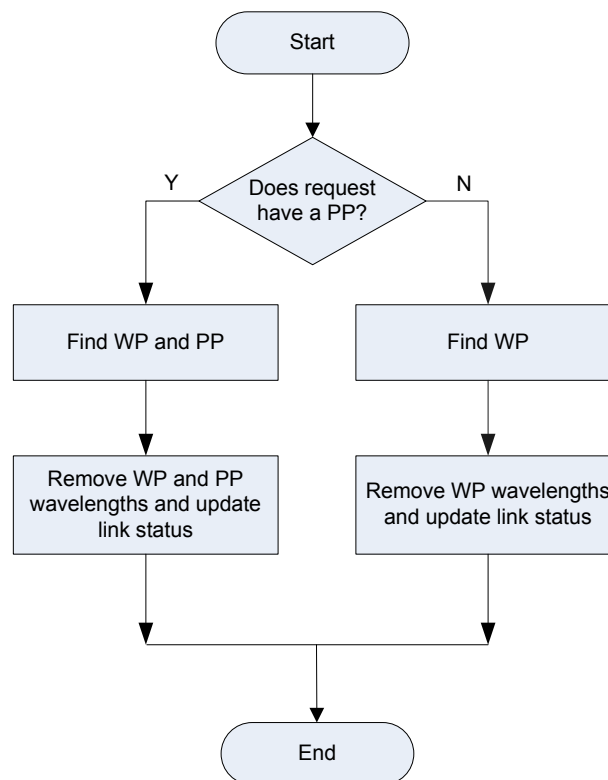 Start
Does request
have a PP?
Y
N
Find WP and PP
Find WP
Remove WP and PP
wavelengths and update
link status
Remove WP wavelengths
and update link status
End